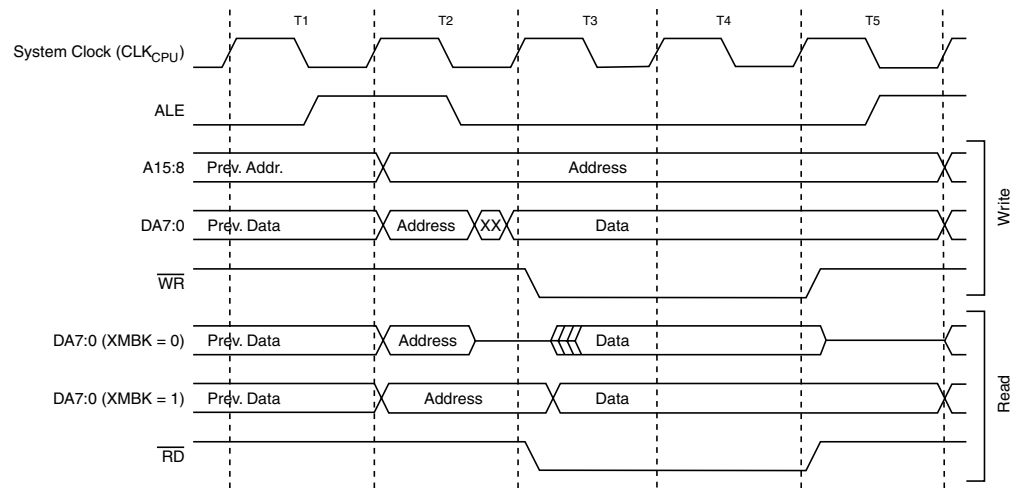 T1 T2 T3 T4 T5
System Clock (CLKCPU)
ALE
A15:8 Prev. Addr. Address
DA7:0 Prev. Data Address XX Data
WR
Write
DA7:0 (XMBK = 0) Prev. Data Address Data
DA7:0 (XMBK = 1) Prev. Data Address Data
RD
Read